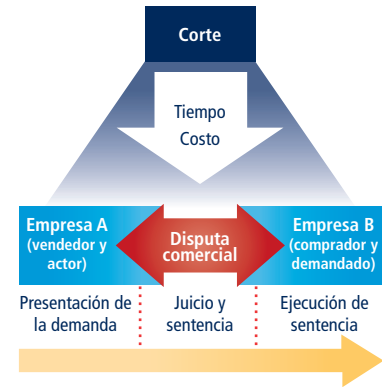 Corte
Tiempo
Costo
Empresa A
(vendedor y
actor)
Disputa
comercial
Empresa B
(comprador y
demandado)
Presentación de
la demanda
Juicio y
sentencia
Ejecución de
sentencia